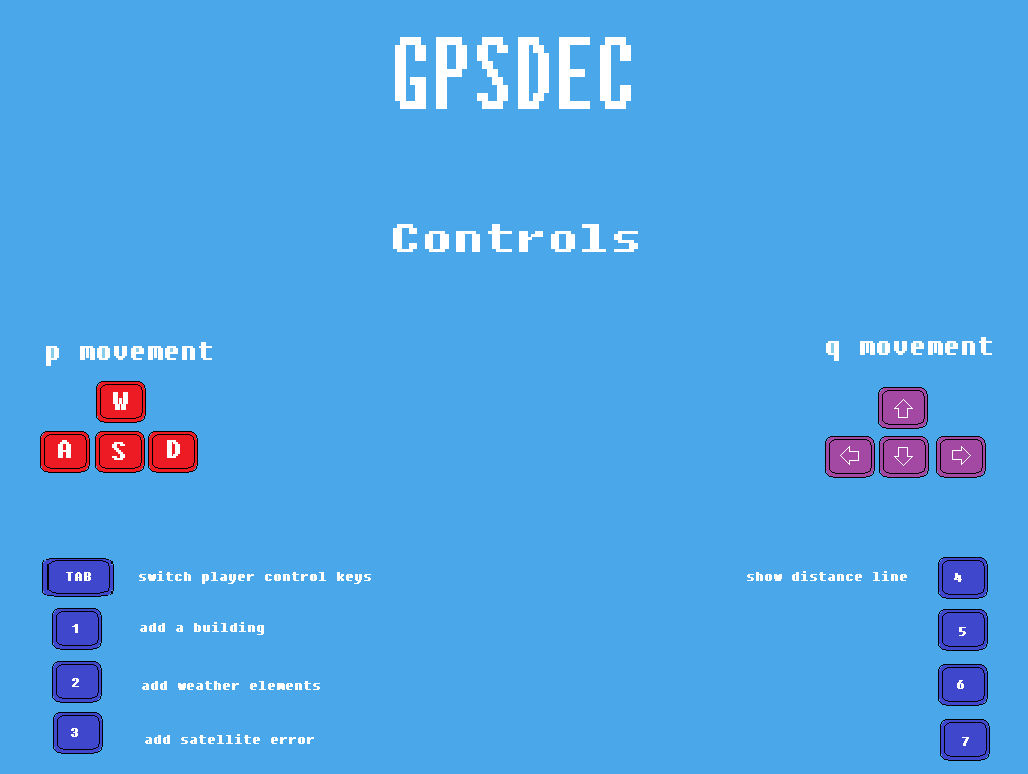 GPSDEC
Controls
p movement
q movement
W
A S D
TAB switch player control keys
show distance line 4
1 add a building
5
2 add weather elements
6
3 add satellite error
7